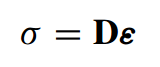 σ = Dε